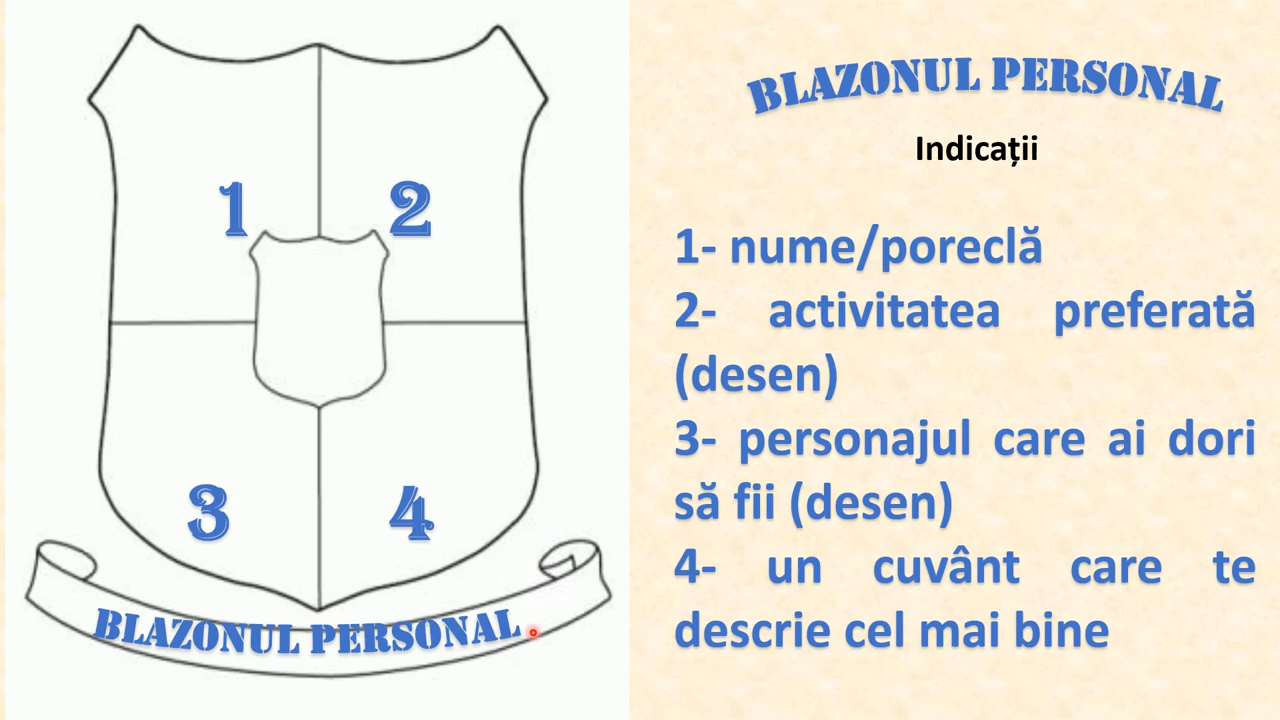 1 2
3 4
BLAZONUL PERSONAL
BLAZONUL PERSONAL
Indicații
1- nume/poreclă
2- activitatea preferată
(desen)
3- personajul care ai dori
să fii (desen)
4- un cuvânt care te
descrie cel mai bine